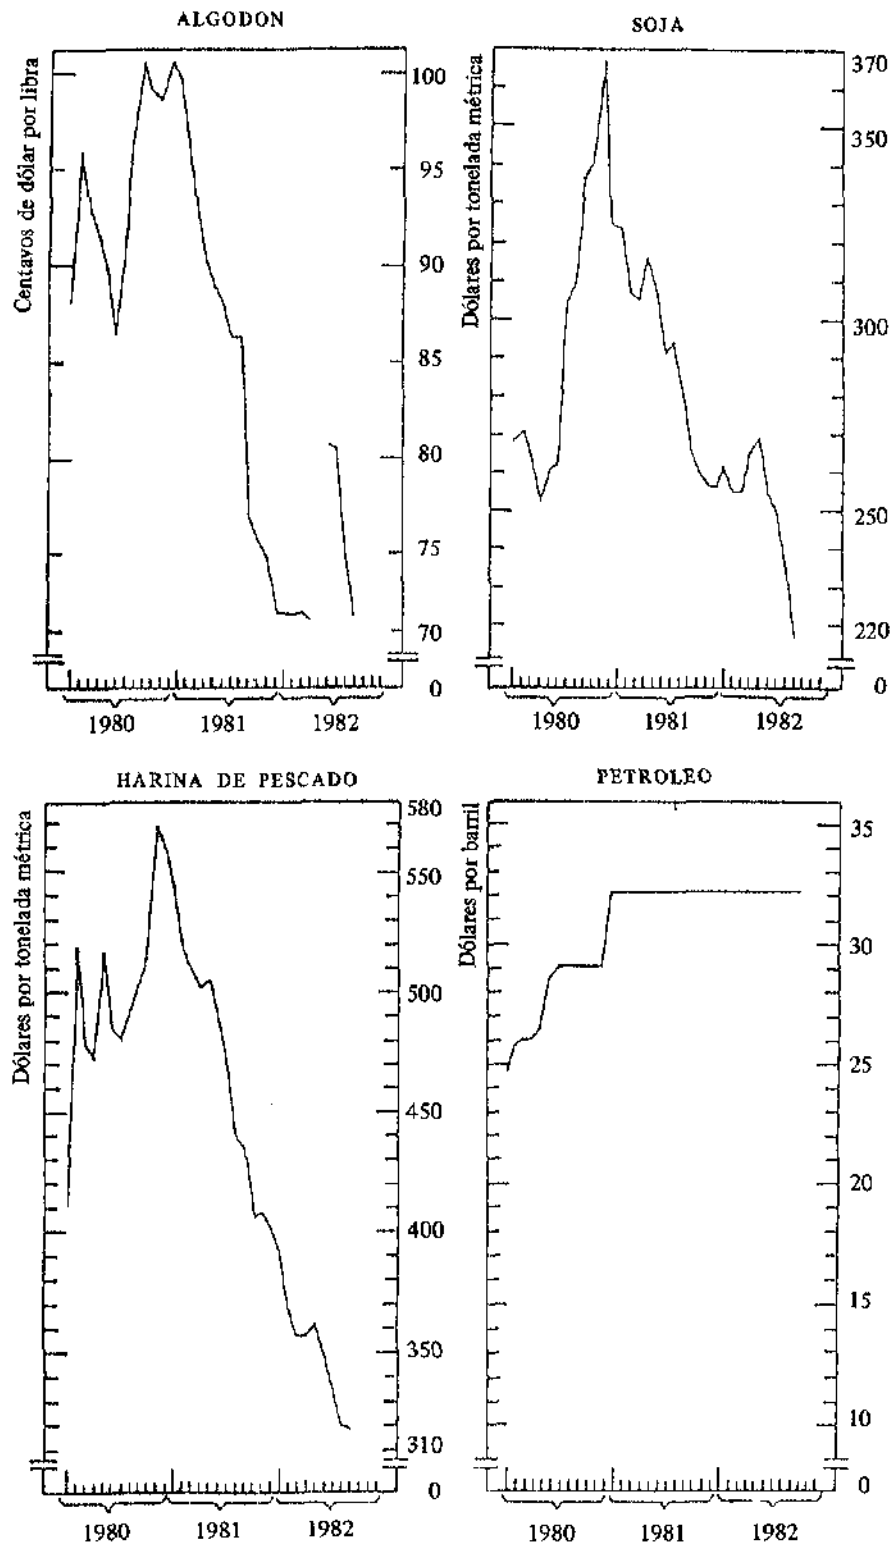 ALGODON
Centavos de dólar por libra
100
95
90
85
80
75
70
0
1980 1981 1982
SOJA
Dólares por tonelada métrica
370
350
300
250
220
0
1980 1981 1982
HARINA DE PESCADO
Dólares por tonelada métrica
580
550
500
450
400
350
310
0
1980 1981 1982
PETROLEO
Dólares por barril
35
30
25
20
15
10
0
1980 1981 1982